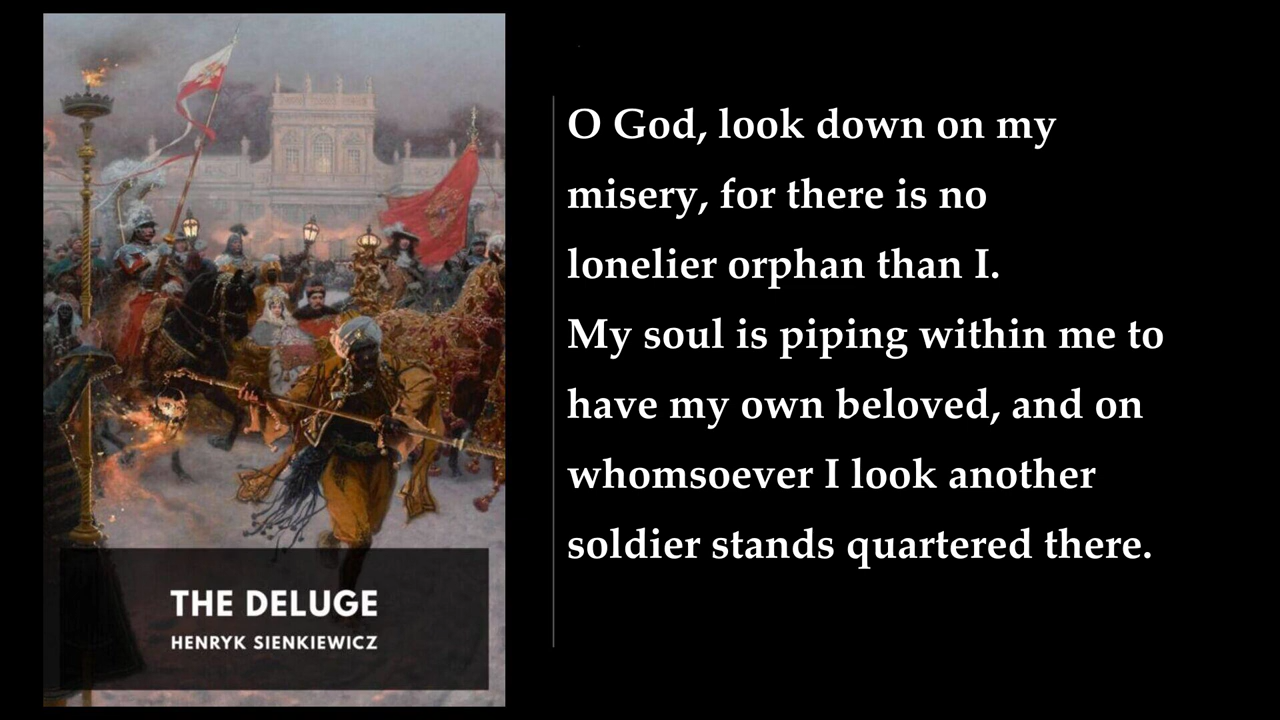 THE DELUGE
HENRYK SIENKIEWICZ
O God, look down on my
misery, for there is no
lonelier orphan than I.
My soul is piping within me to
have my own beloved, and on
whomsoever I look another
soldier stands quartered there.